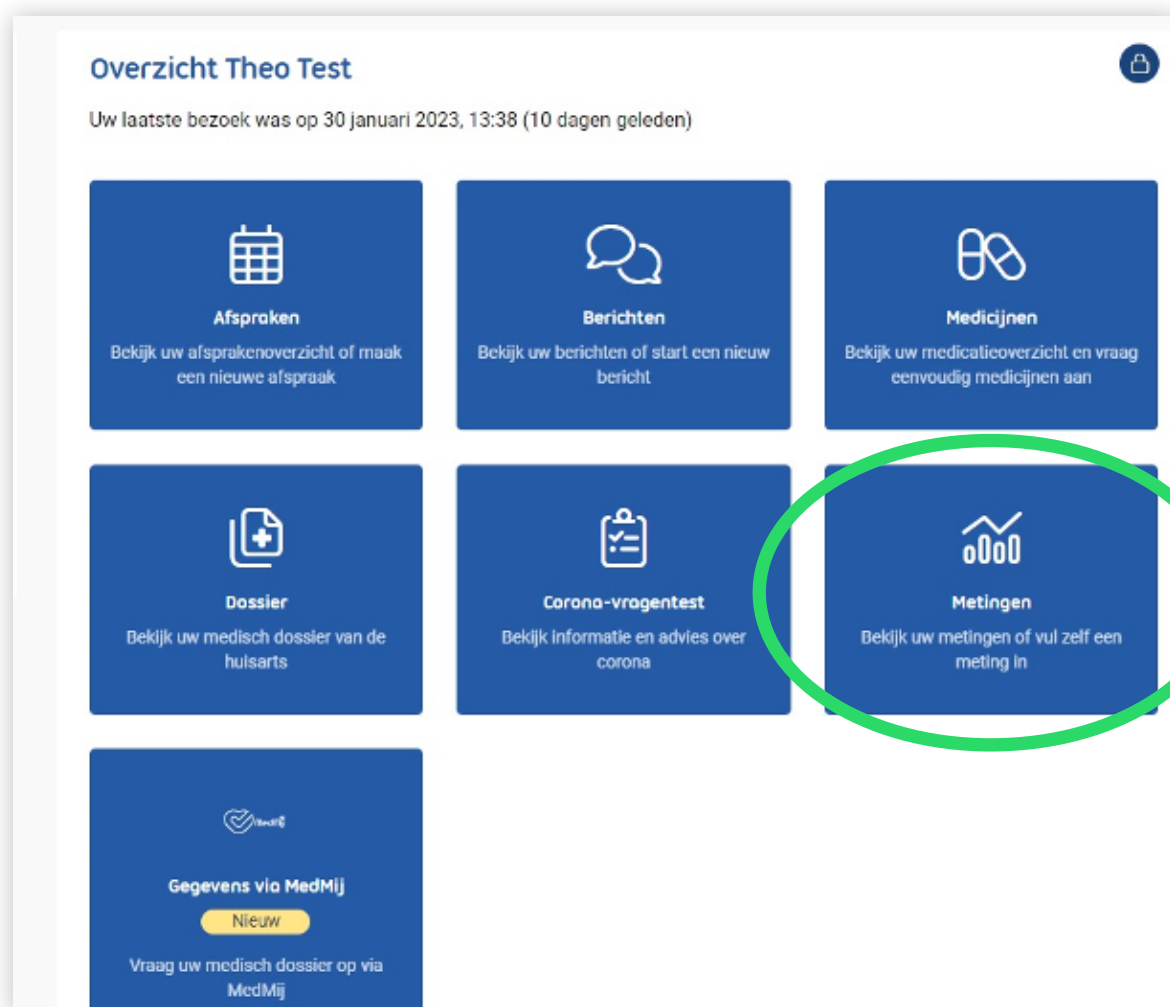 Overzicht Theo Test
Uw laatste bezoek was op 30 januari 2023, 13:38 (10 dagen geleden)
Afspraken
Bekijk uw afsprakenoverzicht of maak
een nieuwe afspraak
Berichten
Bekijk uw berichten of start een nieuw
bericht
Medicijnen
Bekijk uw medicatieoverzicht en vraag
eenvoudig medicijnen aan
Dossier
Bekijk uw medisch dossier van de
huisarts
Corona-vragentest
Bekijk informatie en advies over
corona
Metingen
Bekijk uw metingen of vul zelf een
meting in
MedMij
Gegevens via MedMij
Nieuw
Vraag uw medisch dossier op via
MedMij